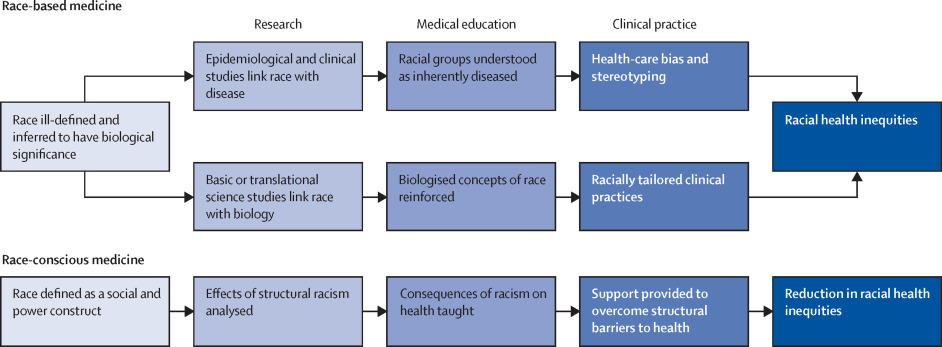 Race-based medicine
Research
Medical education
Clinical practice
Epidemiological and clinical
studies link race with
disease
Racial groups understood
as inherently diseased
Health-care bias and
stereotyping
Race ill-defined and
inferred to have biological
significance
Racial health inequities
Basic or translational
science studies link race
with biology
Biologised concepts of race
reinforced
Racially tailored clinical
practices
Race-conscious medicine
Race defined as a social and
power construct
Effects of structural racism
analysed
Consequences of racism on
health taught
Support provided to
overcome structural
barriers to health
Reduction in racial health
inequities